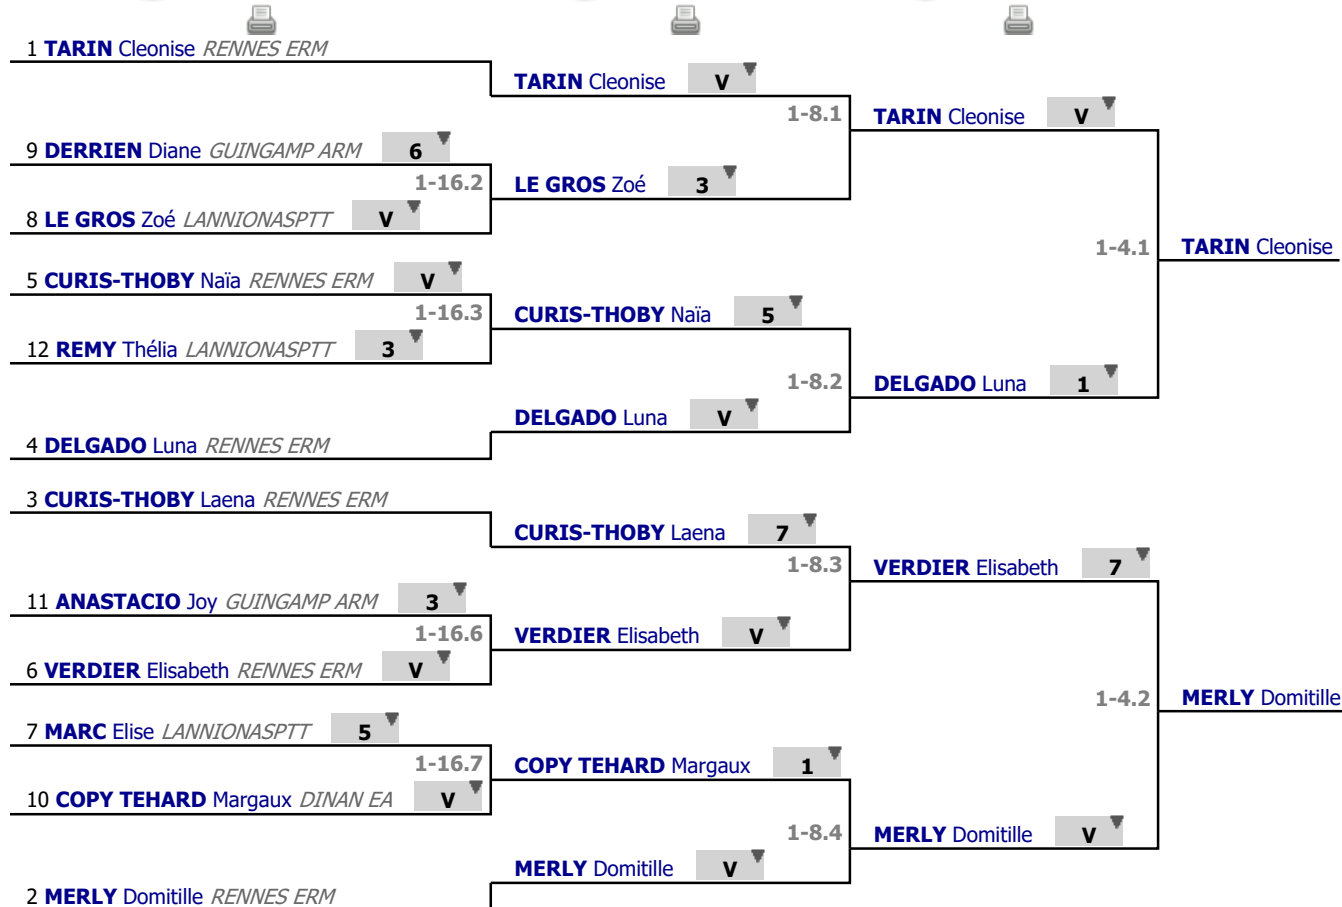 1 TARIN Cleonise RENNES ERM
TARIN Cleonise V
1-8.1
TARIN Cleonise V
9 DERRIEN Diane GUINGAMP ARM 6
1-16.2
LE GROS Zoé 3
8 LE GROS Zoé LANNIONASPTT V
1-4.1
TARIN Cleonise
5 CURIS-THOBY Naïa RENNES ERM V
1-16.3
CURIS-THOBY Naïa 5
12 REMY Thélia LANNIONASPTT 3
1-8.2
DELGADO Luna 1
DELGADO Luna V
4 DELGADO Luna RENNES ERM
3 CURIS-THOBY Laena RENNES ERM
CURIS-THOBY Laena 7
1-8.3
VERDIER Elisabeth 7
11 ANASTACIO Joy GUINGAMP ARM 3
1-16.6
VERDIER Elisabeth V
6 VERDIER Elisabeth RENNES ERM V
1-4.2
MERLY Domitille
7 MARC Elise LANNIONASPTT 5
1-16.7
COPY TEHARD Margaux 1
10 COPY TEHARD Margaux DINAN EA V
1-8.4
MERLY Domitille V
MERLY Domitille V
2 MERLY Domitille RENNES ERM